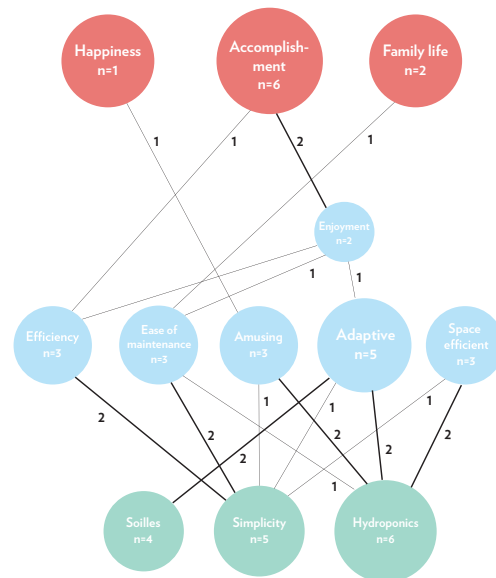 Happiness
n=1
Accomplish-
ment
n=6
Family life
n=2
1
1
2
1
Enjoyment
n=2
1
1
Efficiency
n=3
Ease of
maintenance
n=3
Amusing
n=3
Adaptive
n=5
Space
efficient
n=3
2
2
2
1
1
2
2
1
2
1
Soilles
n=4
Simplicity
n=5
Hydroponics
n=6